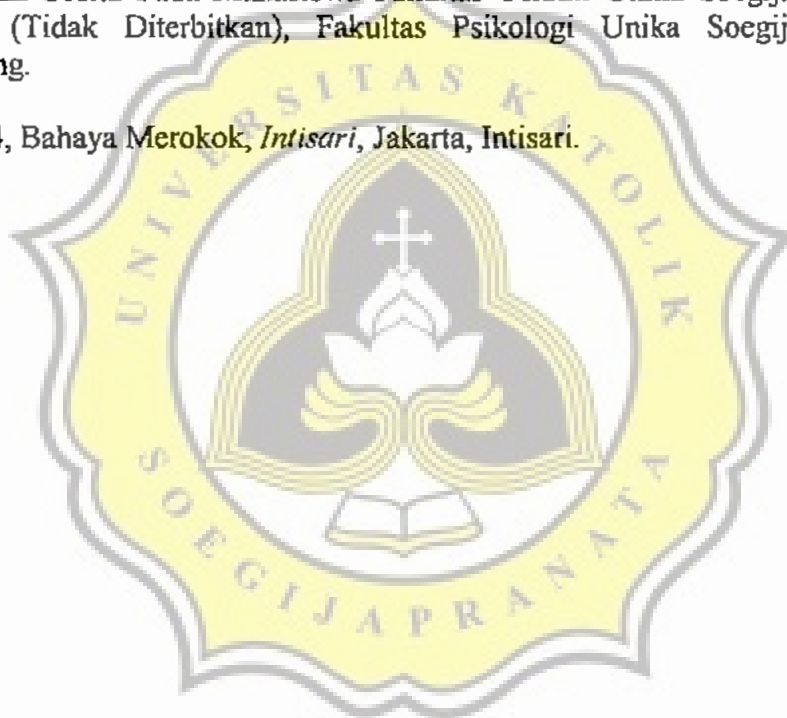 (Tidak Diterbitkan), Fakultas Psikologi Unika Soegij
ng.
, Bahaya Merokok, Intisari, Jakarta, Intisari.
UNIVERSITAS KATOLIK
SOEGIJAPRANATA